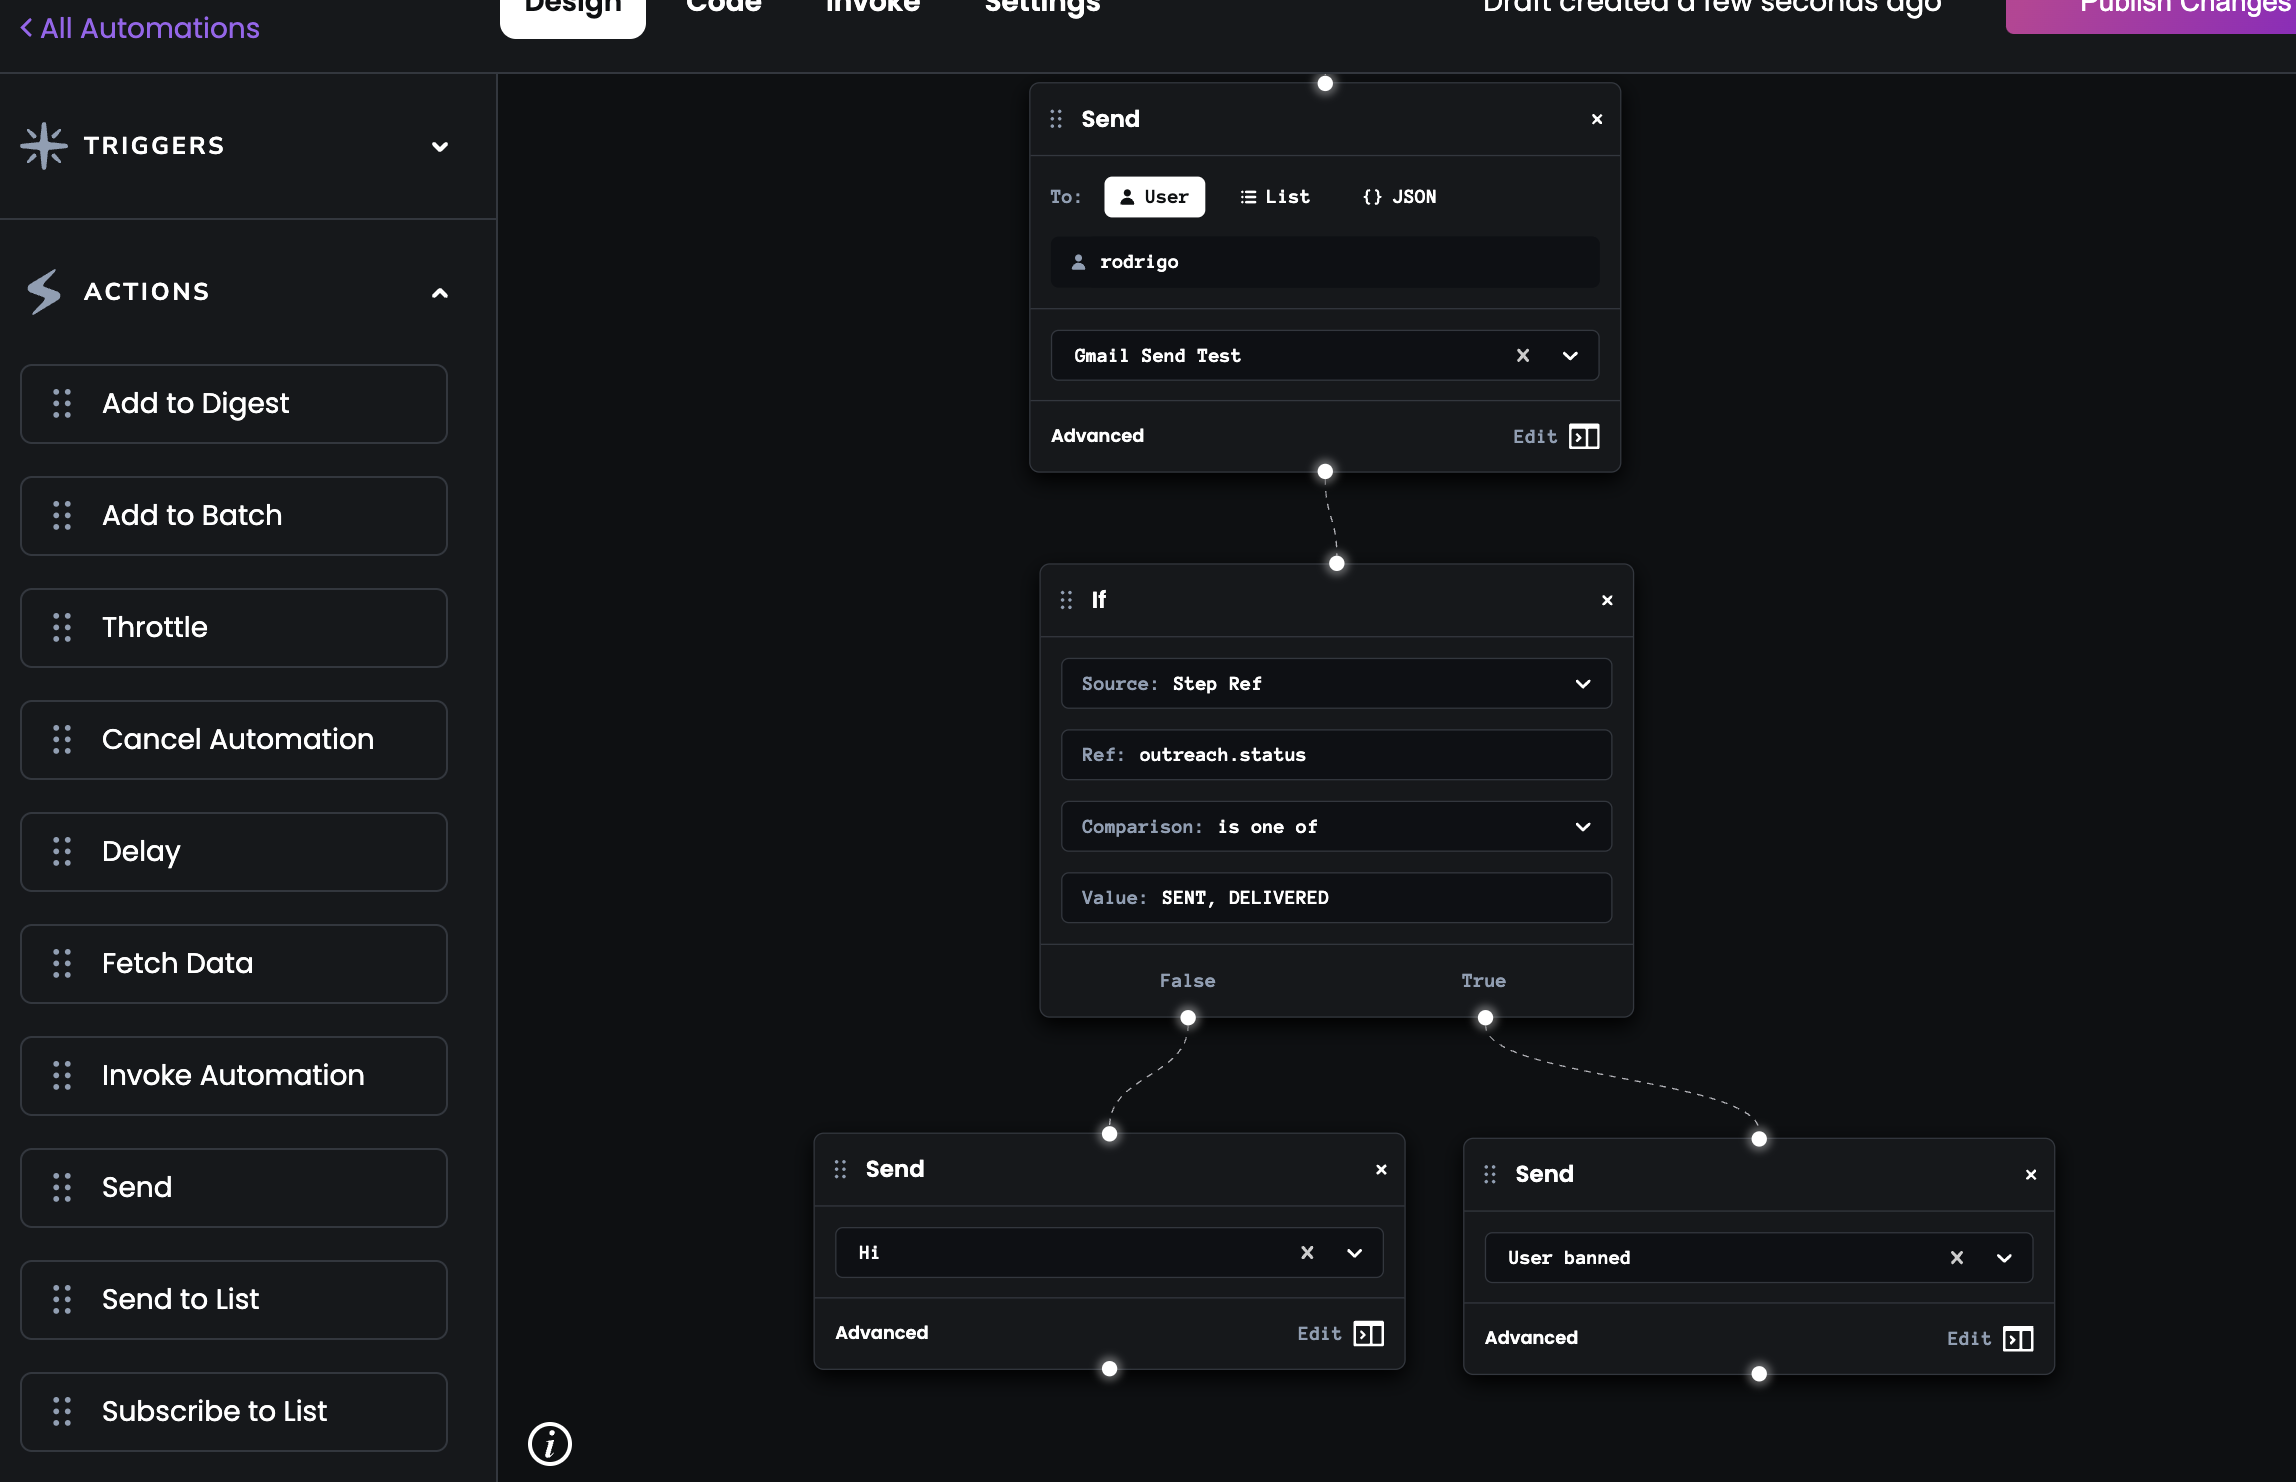 All Automations
Design
Code
Invoke
Settings
Draft created a few seconds ago
Publish Changes
TRIGGERS
ACTIONS
Add to Digest
Add to Batch
Throttle
Cancel Automation
Delay
Fetch Data
Invoke Automation
Send
Send to List
Subscribe to List
Send
To: User List {} JSON
rodrigo
Gmail Send Test
Advanced Edit
If
Source: Step Ref
Ref: outreach.status
Comparison: is one of
Value: SENT, DELIVERED
False True
Send
Hi
Advanced Edit
Send
User banned
Advanced Edit